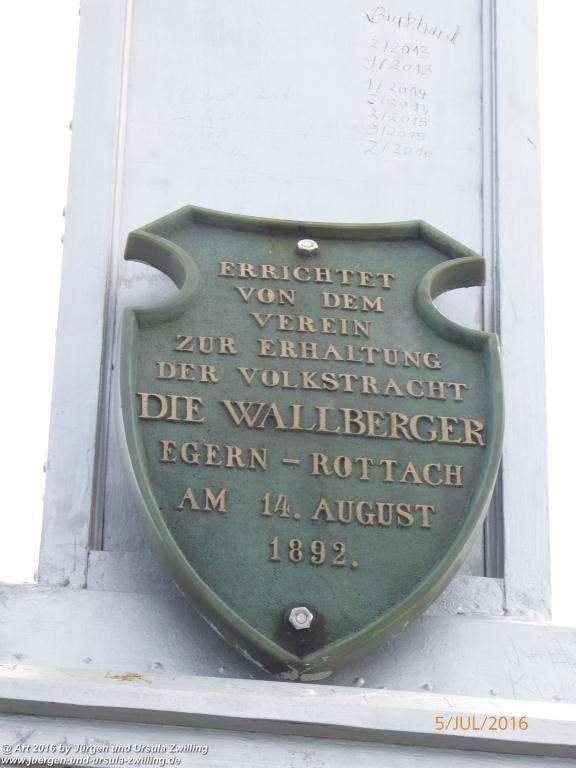 Burkhard
2/2013
9/2013
1/2014
2/2015
9/2015
2/2016
ERRICHTET
VON DEM
VEREIN
ZUR ERHALTUNG
DER VOLKSTRACHT
DIE WALLBERGER
EGERN – ROTTACH
AM 14. AUGUST
1892.
5/JUL/2016
© Art 2016 by Jürgen und Ursula Zwilling
www.juergen-und-ursula-zwilling.de